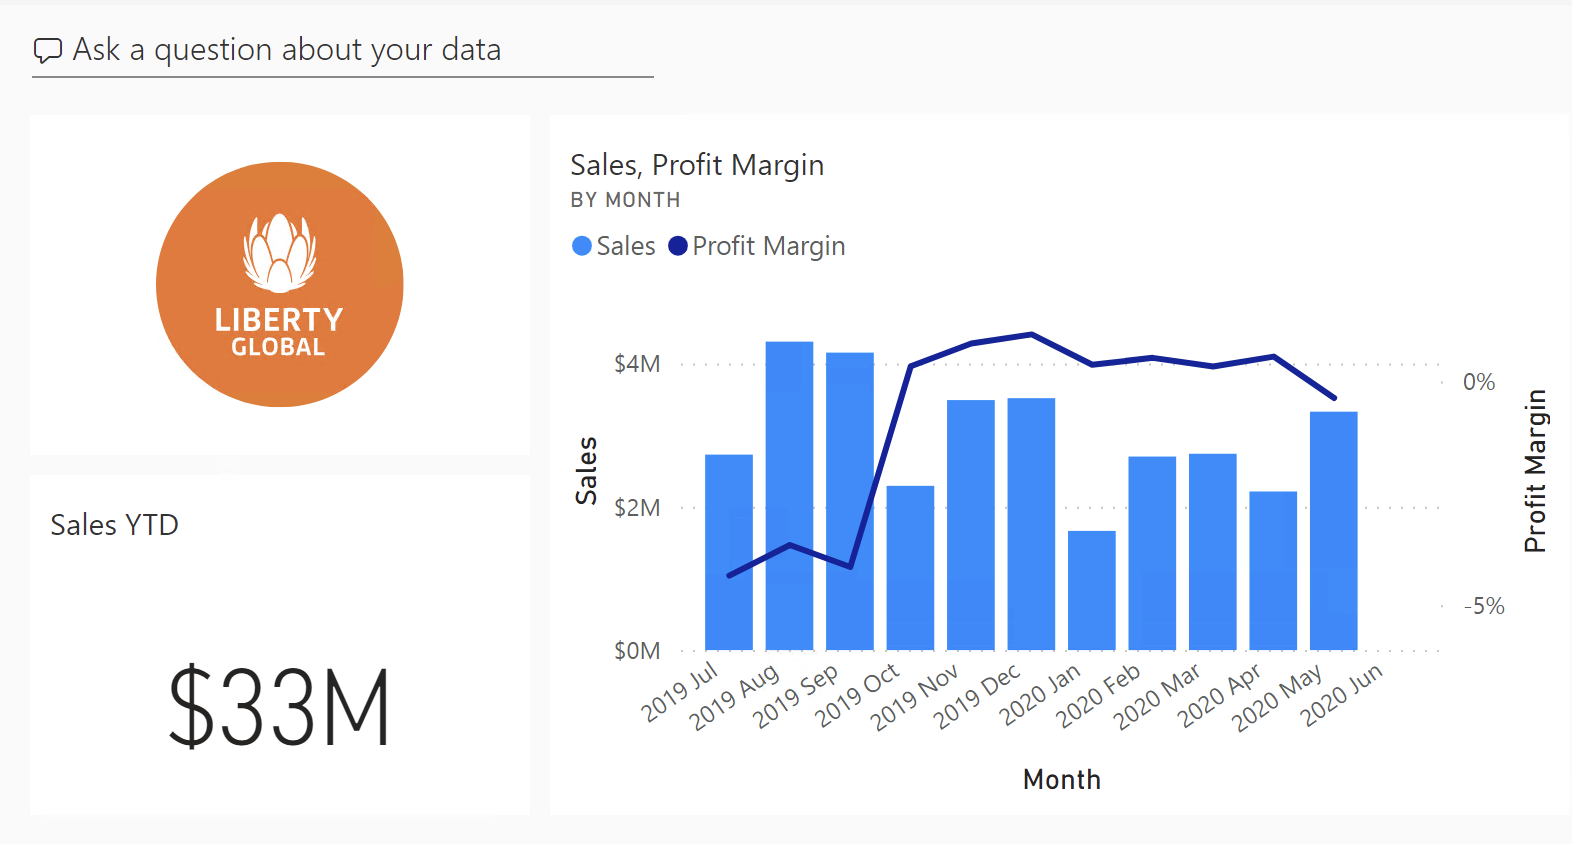 Ask a question about your data
LIBERTY
GLOBAL
Sales YTD
$33M
Sales, Profit Margin
BY MONTH
Sales Profit Margin
$4M
$2M
$0M
Sales
0%
-5%
Profit Margin
2019 Jul
2019 Aug
2019 Sep
2019 Oct
2019 Nov
2019 Dec
2020 Jan
2020 Feb
2020 Mar
2020 Apr
2020 May
2020 Jun
Month